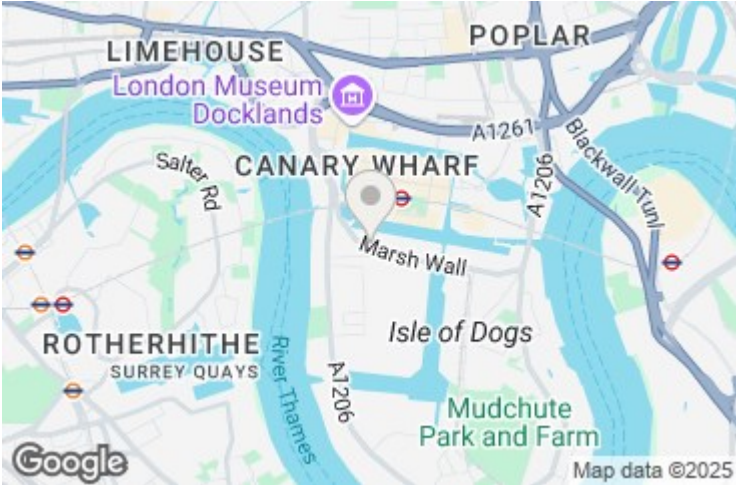 LIMEHOUSE
POPLAR
London Museum
Docklands
A1261
Blackwall Tunl
Salter Rd
CANARY WHARF
A1206
Marsh Wall
Isle of Dogs
ROTHERHITHE
SURREY QUAYS
River Thames
A1206
Mudchute
Park and Farm
Google
Map data ©2025